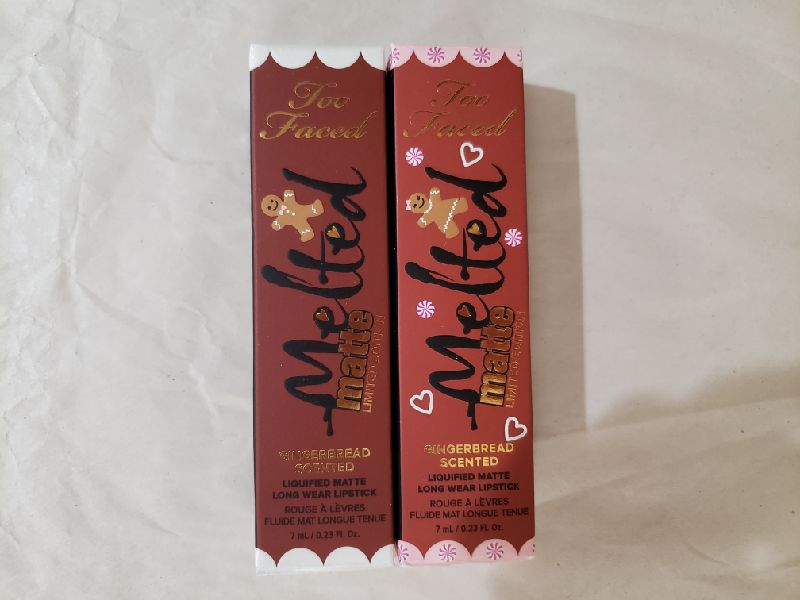 Too
Faced
Melted
matte
LIMITED EDITION
GINGERBREAD
SCENTED
LIQUIFIED MATTE
LONG WEAR LIPSTICK
ROUGE À LÈVRES
FLUIDE MAT LONGUE TENUE
7 mL / 0.23 Fl. Oz.
Too
Faced
Melted
matte
LIMITED EDITION
GINGERBREAD
SCENTED
LIQUIFIED MATTE
LONG WEAR LIPSTICK
ROUGE À LÈVRES
FLUIDE MAT LONGUE TENUE
7 mL / 0.23 Fl. Oz.